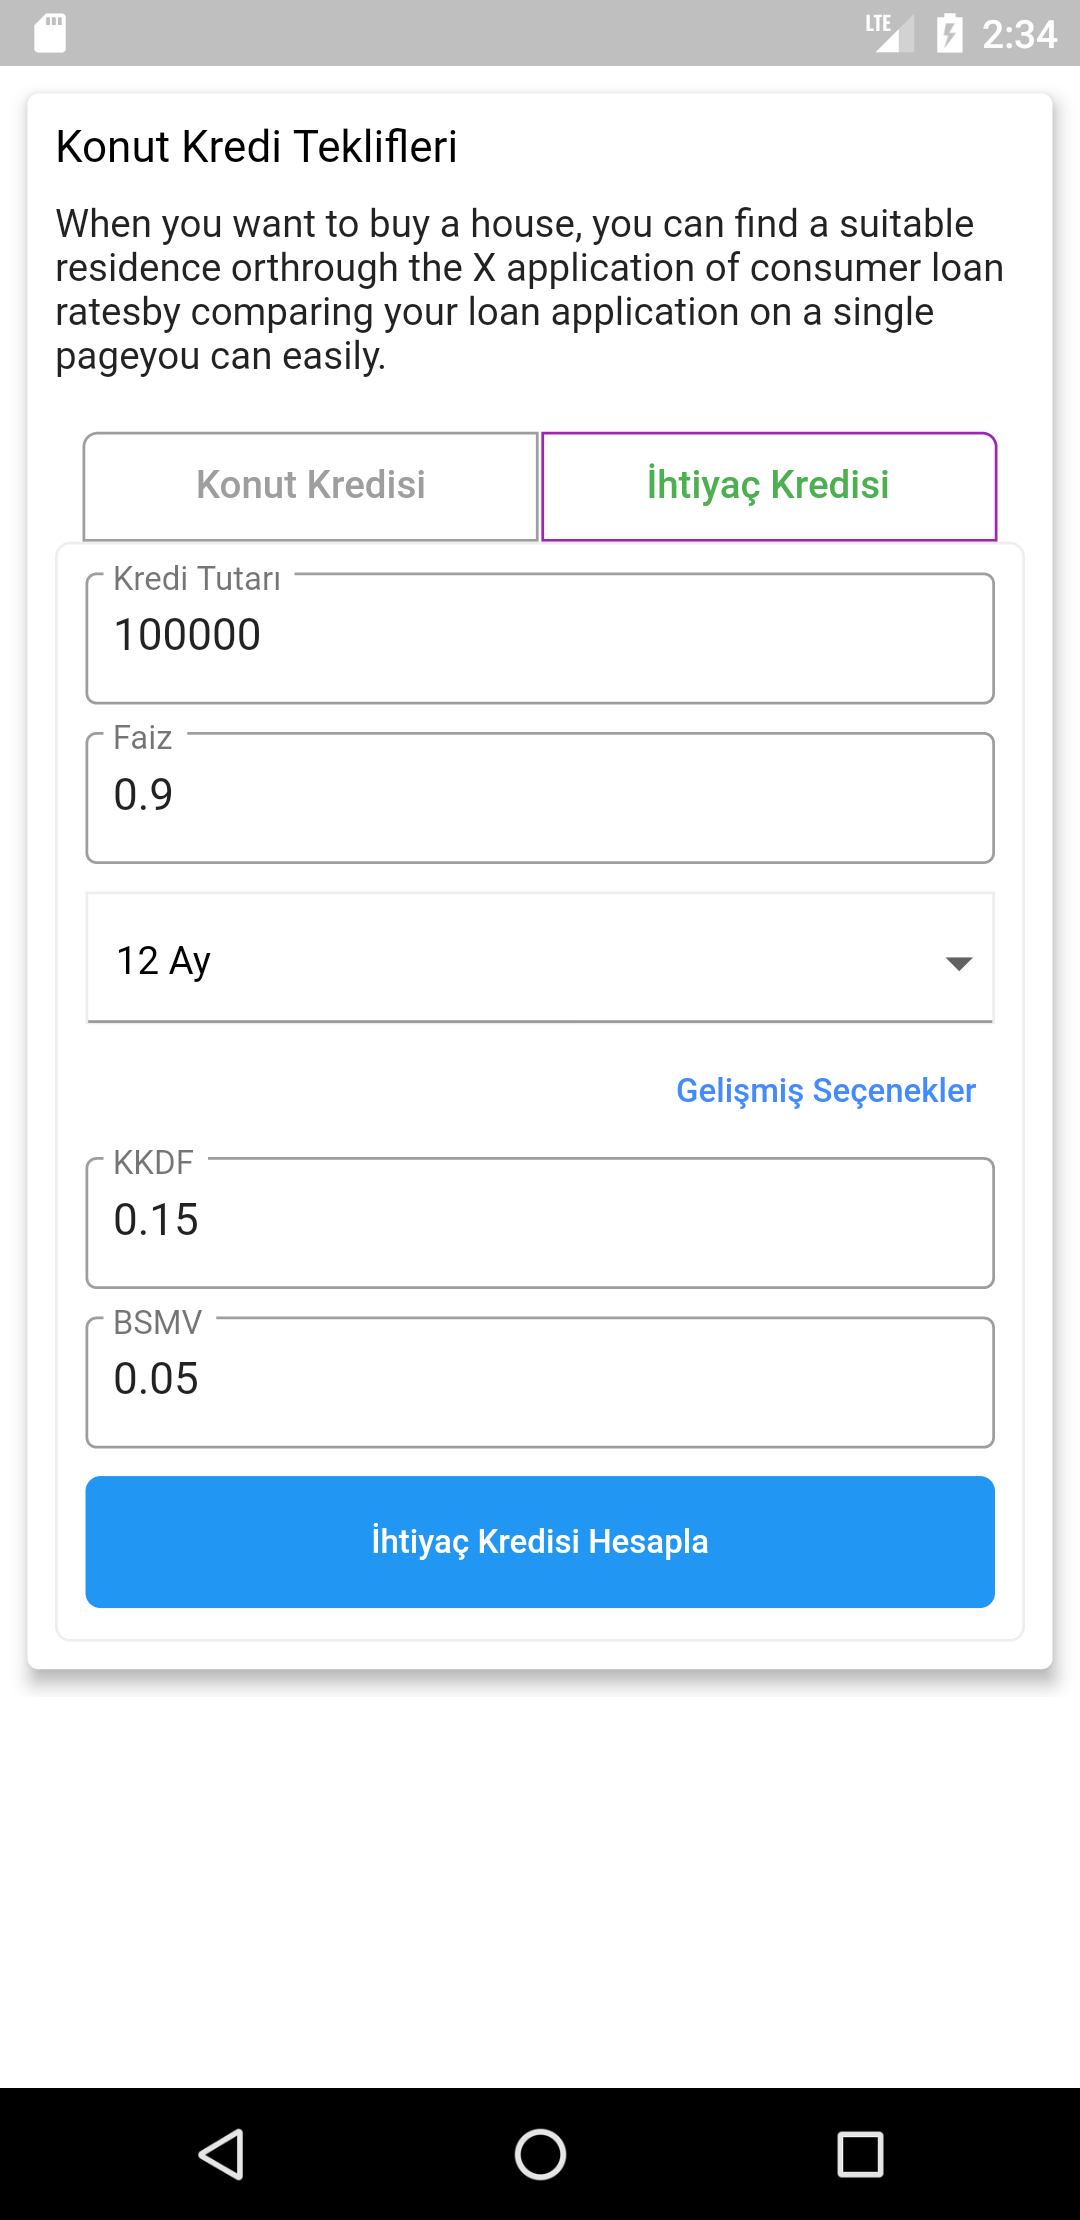 LTE 2:34
Konut Kredi Teklifleri
When you want to buy a house, you can find a suitable
residence orthrough the X application of consumer loan
ratesby comparing your loan application on a single
pageyou can easily.
Konut Kredisi İhtiyaç Kredisi
Kredi Tutarı
100000
Faiz
0.9
12 Ay
Gelişmiş Seçenekler
KKDF
0.15
BSMV
0.05
İhtiyaç Kredisi Hesapla